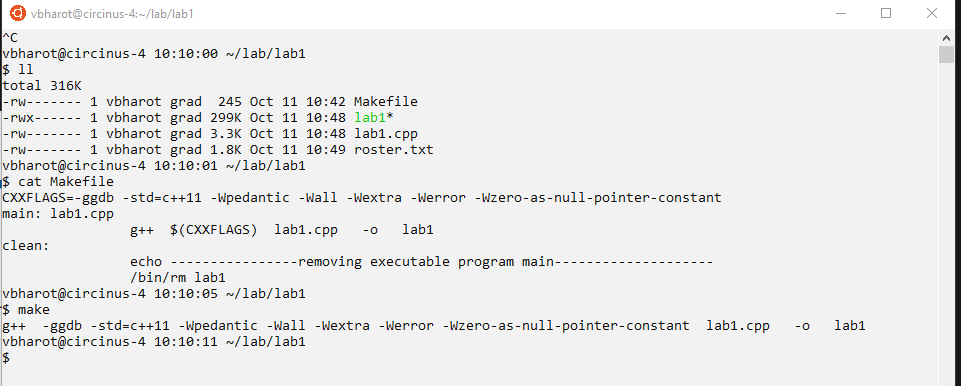 vbharot@circinus-4:~/lab/lab1
^C
vbharot@circinus-4 10:10:00 ~/lab/lab1
$ ll
total 316K
-rw------- 1 vbharot grad  245 Oct 11 10:42 Makefile
-rwx------ 1 vbharot grad 299K Oct 11 10:48 lab1*
-rw------- 1 vbharot grad 3.3K Oct 11 10:48 lab1.cpp
-rw------- 1 vbharot grad 1.8K Oct 11 10:49 roster.txt
vbharot@circinus-4 10:10:01 ~/lab/lab1
$ cat Makefile
CXXFLAGS=-ggdb -std=c++11 -Wpedantic -Wall -Wextra -Werror -Wzero-as-null-pointer-constant
main: lab1.cpp
                g++  $(CXXFLAGS)  lab1.cpp   -o   lab1
clean:
                echo ----------------removing executable program main--------------------
                /bin/rm lab1
vbharot@circinus-4 10:10:05 ~/lab/lab1
$ make
g++  -ggdb -std=c++11 -Wpedantic -Wall -Wextra -Werror -Wzero-as-null-pointer-constant  lab1.cpp   -o   lab1
vbharot@circinus-4 10:10:11 ~/lab/lab1
$